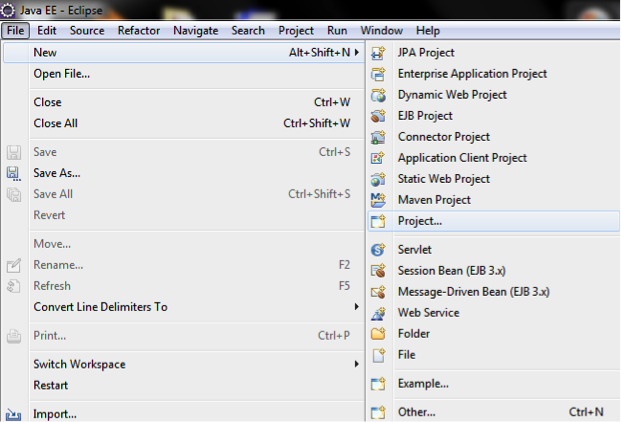 Java EE - Eclipse
File Edit Source Refactor Navigate Search Project Run Window Help
New Alt+Shift+N
Open File...
Close Ctrl+W
Close All Ctrl+Shift+W
Save Ctrl+S
Save As...
Save All Ctrl+Shift+S
Revert
Move...
Rename... F2
Refresh F5
Convert Line Delimiters To
Print... Ctrl+P
Switch Workspace
Restart
Import...
JPA Project
Enterprise Application Project
Dynamic Web Project
EJB Project
Connector Project
Application Client Project
Static Web Project
Maven Project
Project...
Servlet
Session Bean (EJB 3.x)
Message-Driven Bean (EJB 3.x)
Web Service
Folder
File
Example...
Other... Ctrl+N